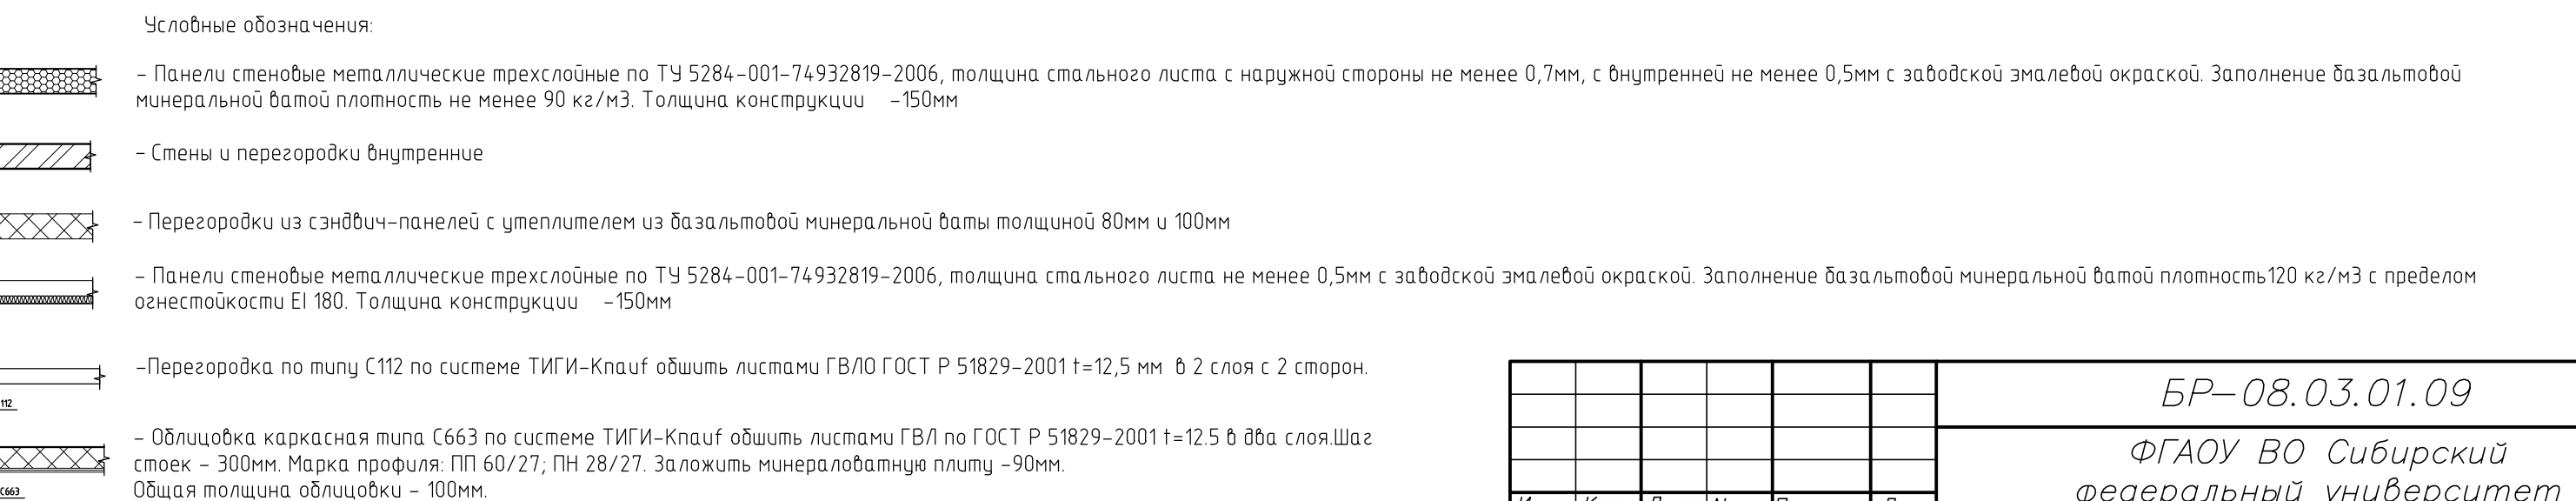 Условные обозначения:
- Панели стеновые металлические трехслойные по ТУ 5284-001-74932819-2006, толщина стального листа с наружной стороны не менее 0,7мм, с внутренней не менее 0,5мм с заводской эмалевой окраской. Заполнение базальтовой
минеральной ватой плотность не менее 90 кг/м3. Толщина конструкции -150мм
- Стены и перегородки внутренние
- Перегородки из сэндвич-панелей с утеплителем из базальтовой минеральной ваты толщиной 80мм и 100мм
- Панели стеновые металлические трехслойные по ТУ 5284-001-74932819-2006, толщина стального листа не менее 0,5мм с заводской эмалевой окраской. Заполнение базальтовой минеральной ватой плотность120 кг/м3 с пределом
огнестойкости EI 180. Толщина конструкции -150мм
-Перегородка по типу С112 по системе ТИГИ-Knauf обшить листами ГВЛО ГОСТ Р 51829-2001 t=12,5 мм в 2 слоя с 2 сторон.
112
- Облицовка каркасная типа С663 по системе ТИГИ-Knauf обшить листами ГВЛ по ГОСТ Р 51829-2001 t=12.5 в два слоя.Шаг
стоек - 300мм. Марка профиля: ПП 60/27; ПН 28/27. Заложить минераловатную плиту -90мм.
Общая толщина облицовки - 100мм.
С663
БР-08.03.01.09
ФГАОУ ВО Сибирский
федеральный университет